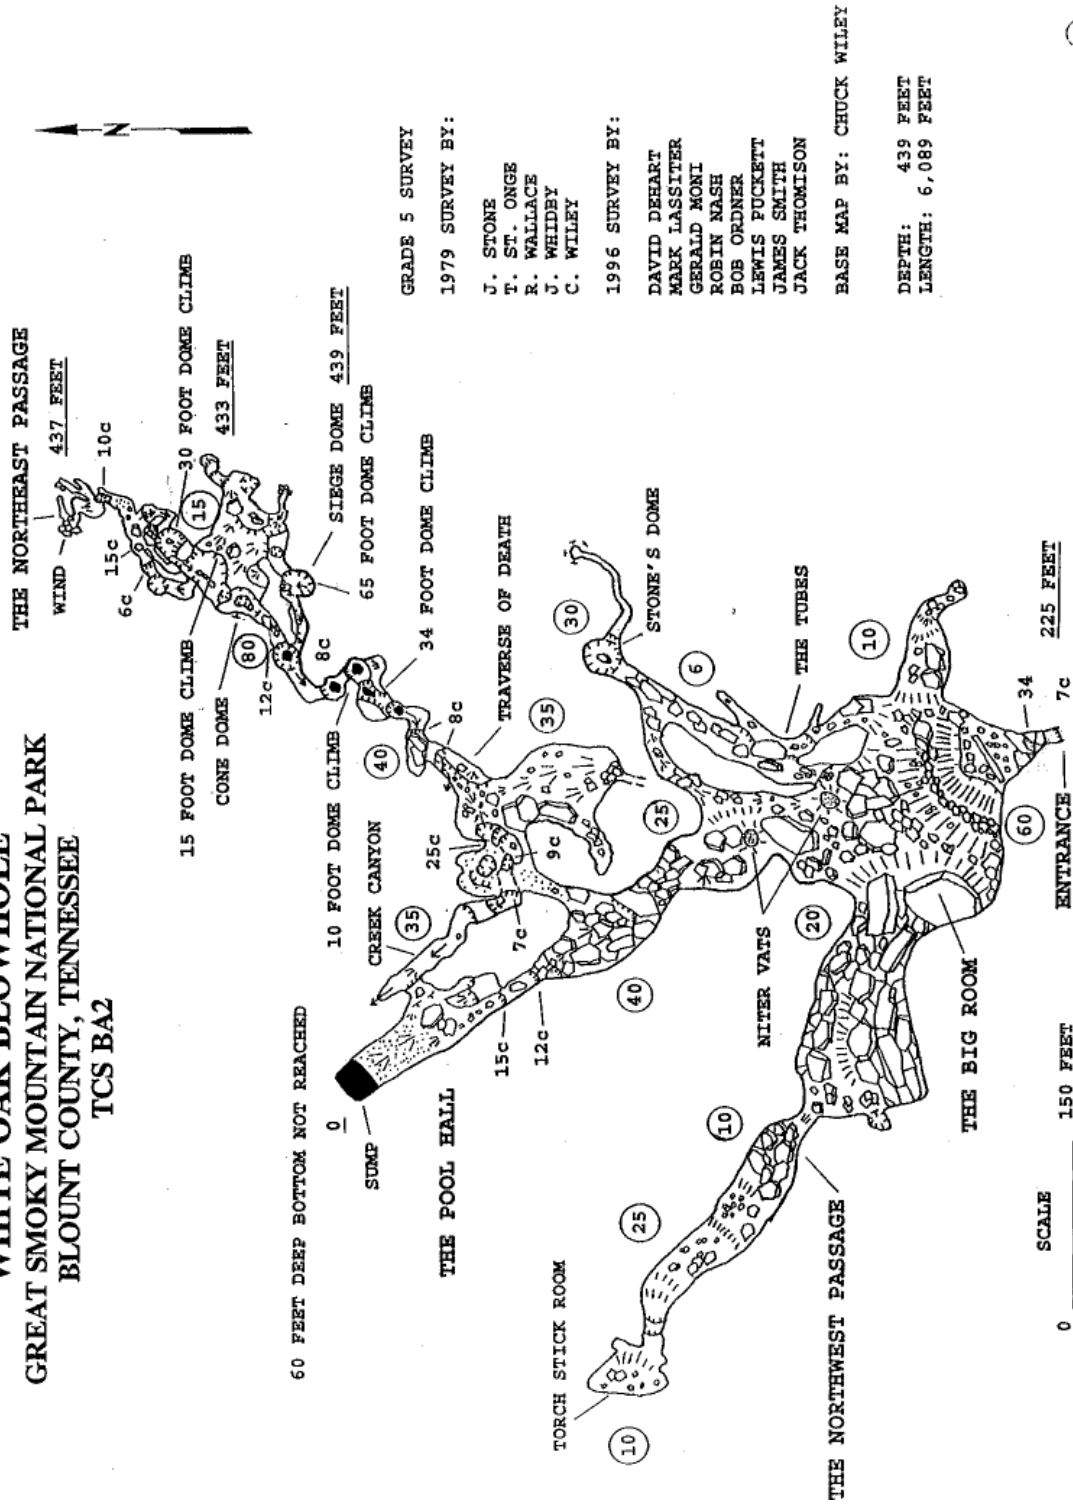 WHITE OAK BLOWHOLE
GREAT SMOKY MOUNTAIN NATIONAL PARK
BLOUNT COUNTY, TENNESSEE
TCS BA2
N
THE NORTHEAST PASSAGE
WIND
437 FEET
10c
15c
6c
30 FOOT DOME CLIMB
15
433 FEET
15 FOOT DOME CLIMB
CONE DOME
80
12c
8c
SIEGE DOME 439 FEET
65 FOOT DOME CLIMB
34 FOOT DOME CLIMB
10 FOOT DOME CLIMB
40
8c
TRAVERSE OF DEATH
35
CREEK CANYON
35
25c
9c
7c
25
60 FEET DEEP BOTTOM NOT REACHED
0
SUMP
THE POOL HALL
15c
12c
40
30
STONE'S DOME
6
THE TUBES
10
NITER VATS
20
THE BIG ROOM
60
34
7c
ENTRANCE
225 FEET
10
25
TORCH STICK ROOM
10
THE NORTHWEST PASSAGE
SCALE
0
150 FEET
GRADE 5 SURVEY
1979 SURVEY BY:
J. STONE
T. ST. ONGE
R. WALLACE
J. WHIDBY
C. WILEY
1996 SURVEY BY:
DAVID DEHART
MARK LASSITER
GERALD MONI
ROBIN NASH
BOB ORDNER
LEWIS PUCKETT
JAMES SMITH
JACK THOMISON
BASE MAP BY: CHUCK WILEY
DEPTH: 439 FEET
LENGTH: 6,089 FEET